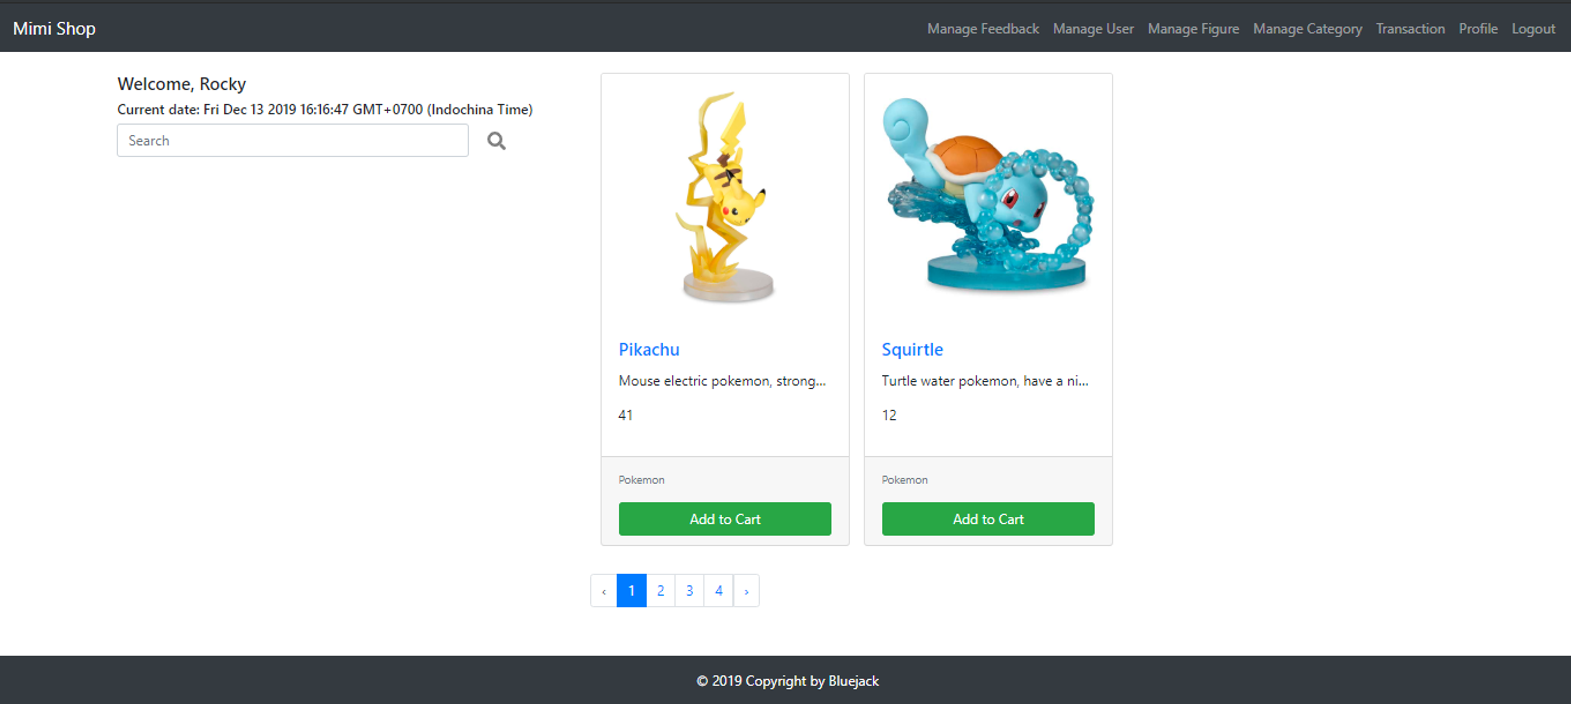 Mimi Shop
Manage Feedback Manage User Manage Figure Manage Category Transaction Profile Logout
Welcome, Rocky
Current date: Fri Dec 13 2019 16:16:47 GMT+0700 (Indochina Time)
Search
Pikachu
Mouse electric pokemon, strong...
41
Pokemon
Add to Cart
Squirtle
Turtle water pokemon, have a ni...
12
Pokemon
Add to Cart
‹ 1 2 3 4 ›
© 2019 Copyright by Bluejack